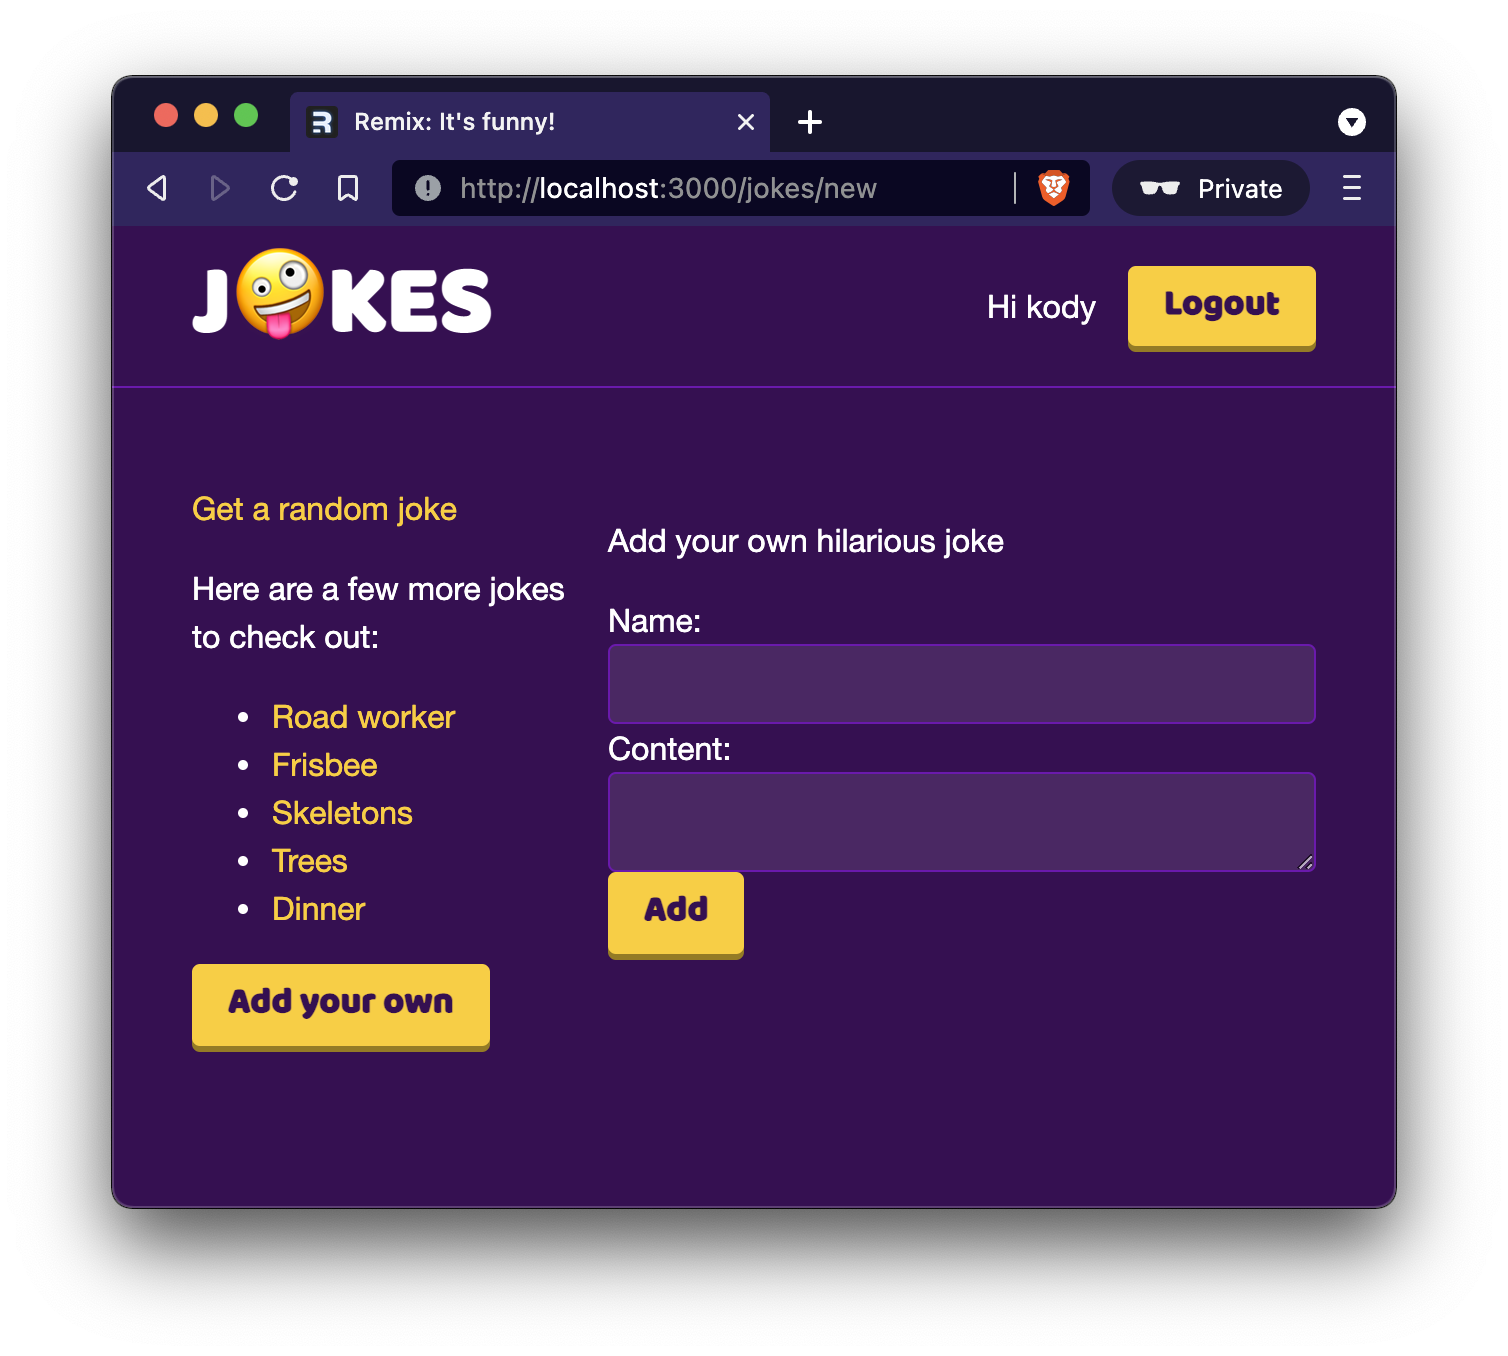 Remix: It's funny!
http://localhost:3000/jokes/new
Private
J🤪KES
Hi kody
Logout
Get a random joke
Here are a few more jokes
to check out:
Road worker
Frisbee
Skeletons
Trees
Dinner
Add your own
Add your own hilarious joke
Name:
Content:
Add